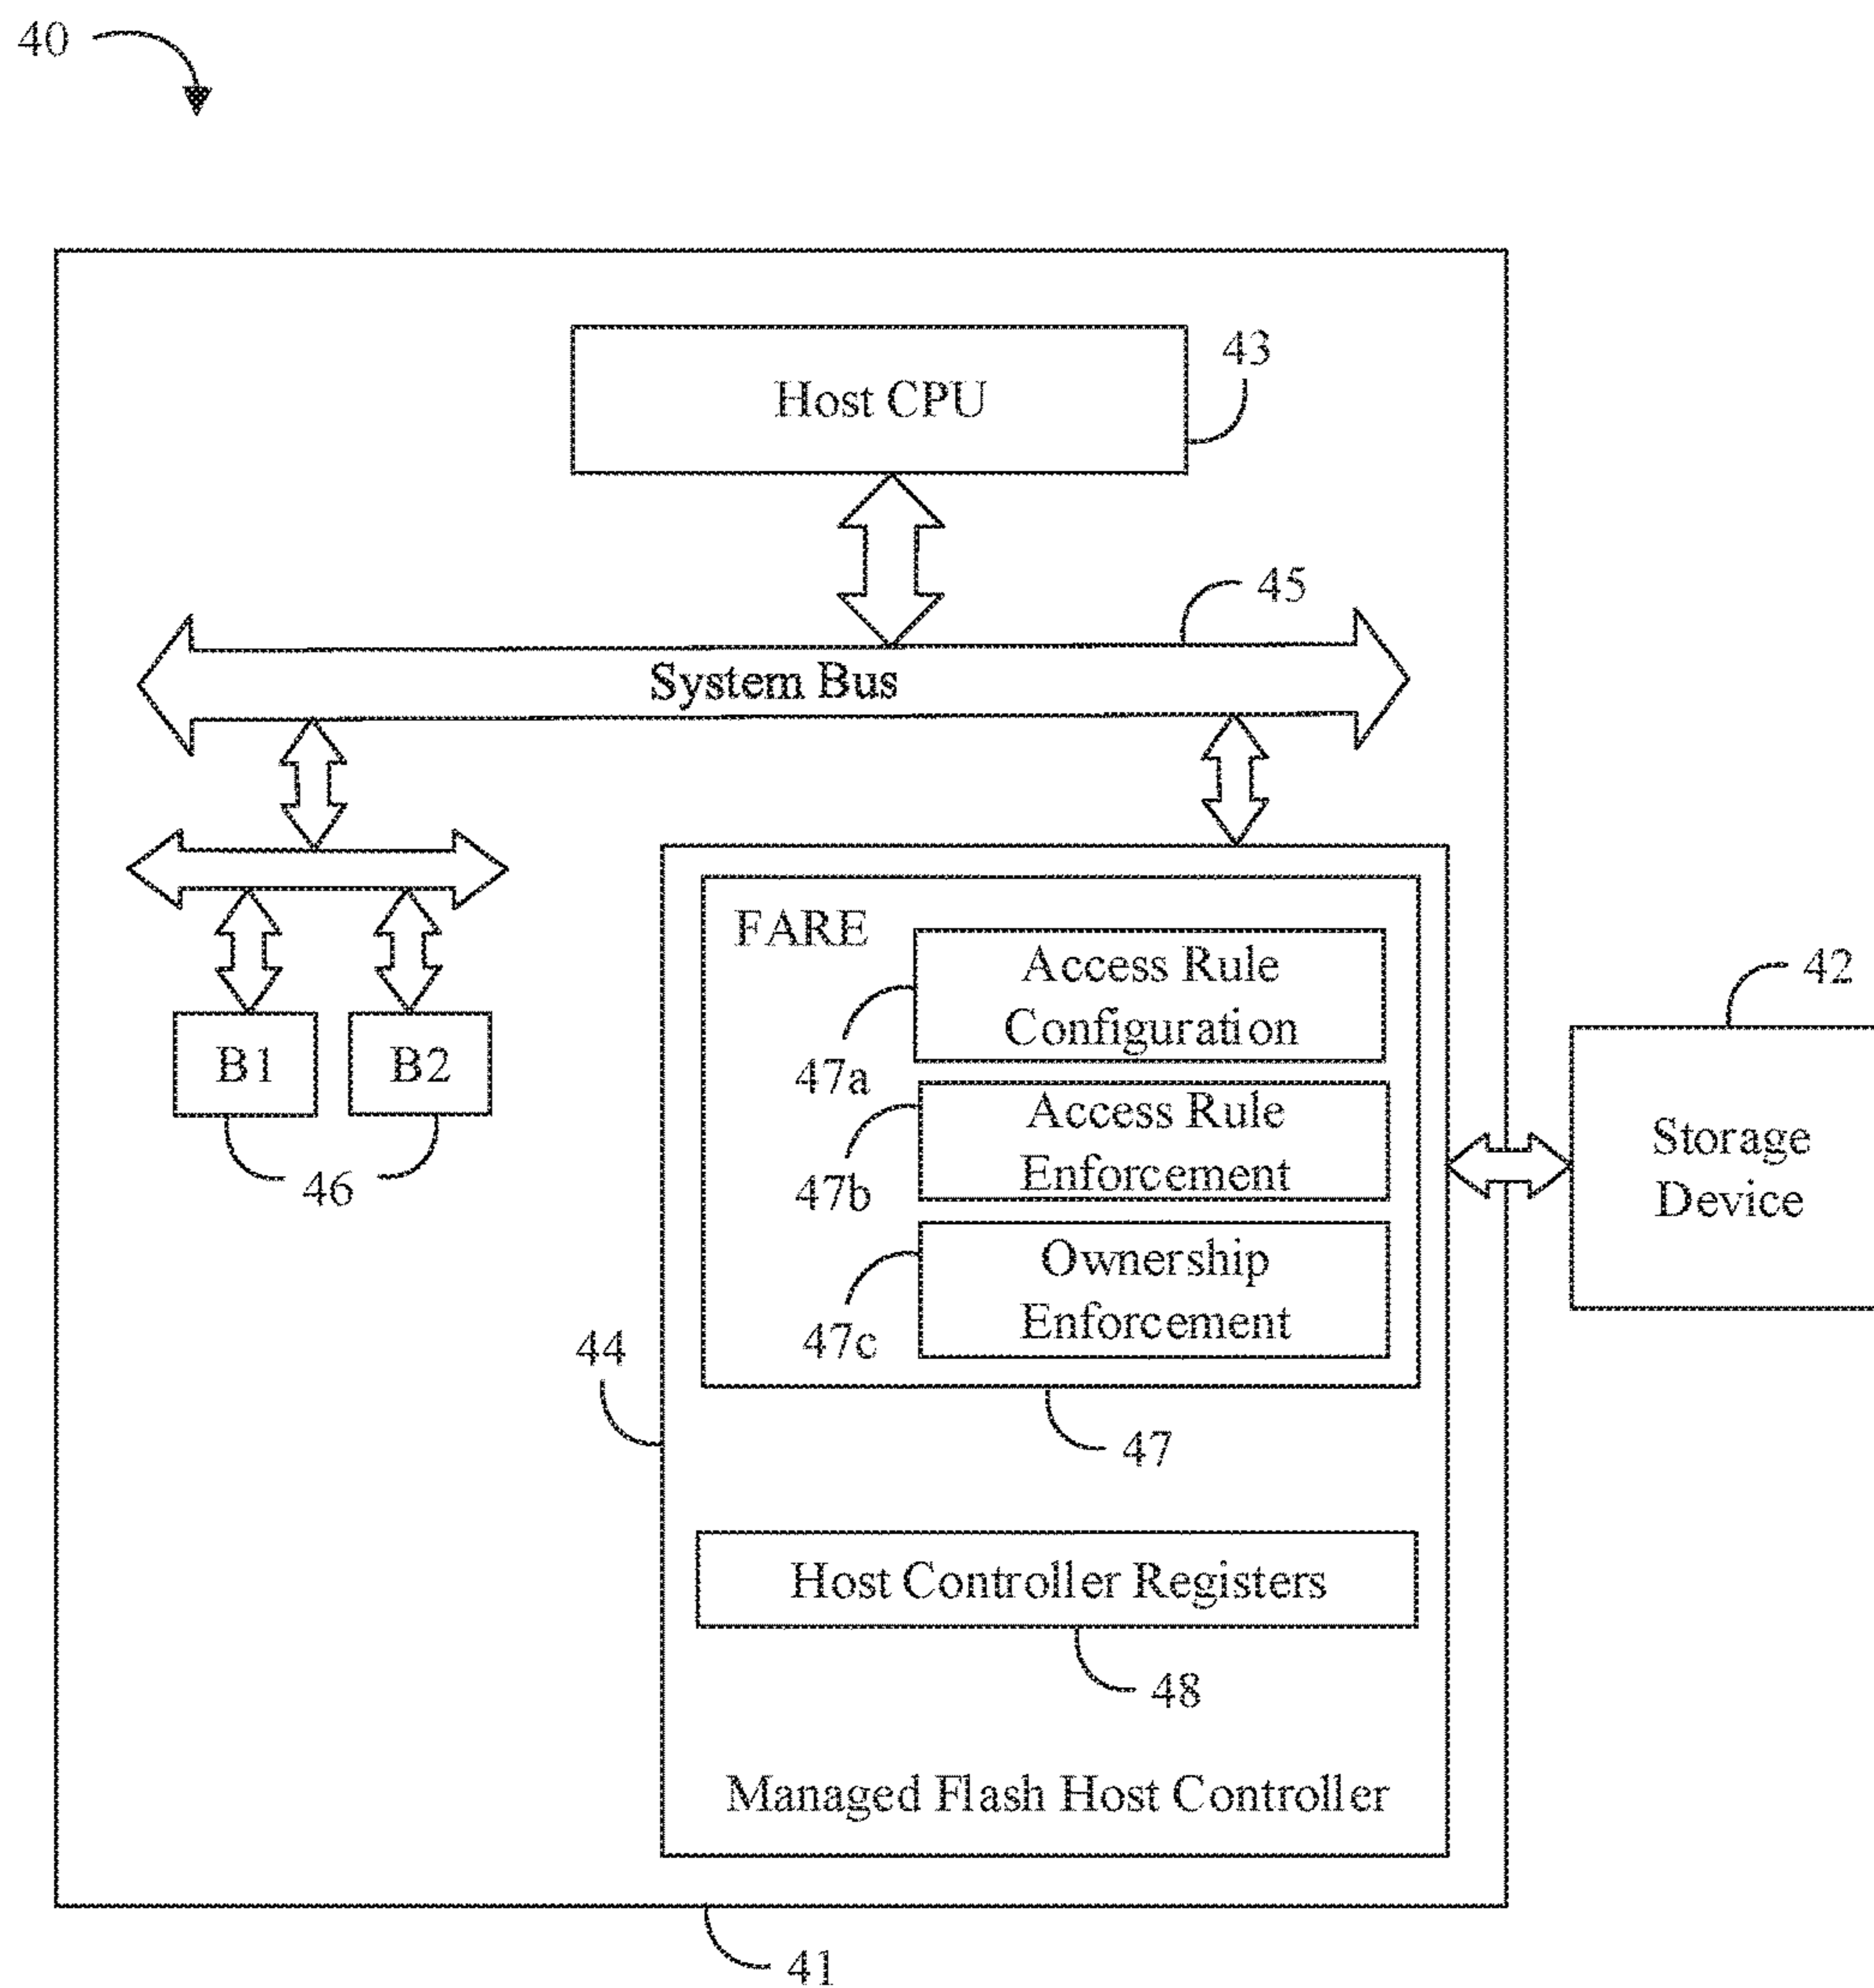 40
Host CPU
43
45
System Bus
FARE
Access Rule
Configuration
47a
Access Rule
Enforcement
47b
Ownership
Enforcement
47c
B1
B2
46
42
Storage
Device
44
47
Host Controller Registers
48
Managed Flash Host Controller
41